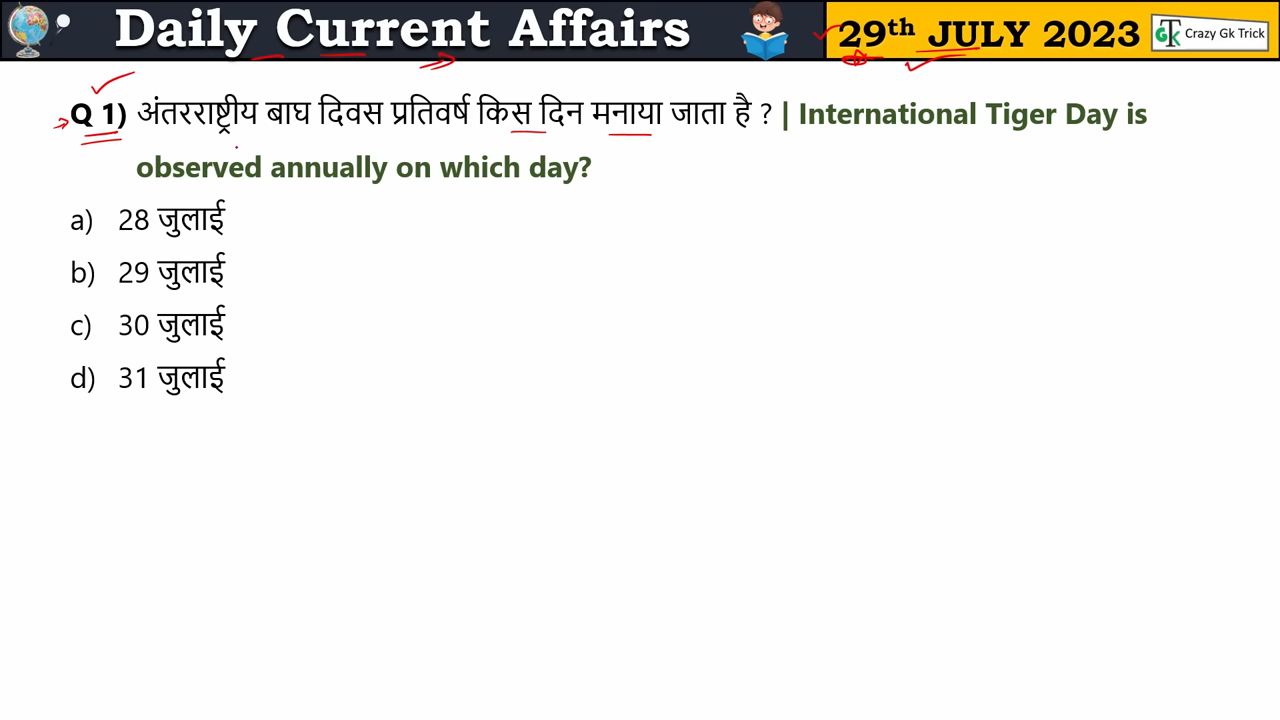 Daily Current Affairs
29th JULY 2023
GK Crazy Gk Trick
Q 1) अंतरराष्ट्रीय बाघ दिवस प्रतिवर्ष किस दिन मनाया जाता है ? | International Tiger Day is
observed annually on which day?
a) 28 जुलाई
b) 29 जुलाई
c) 30 जुलाई
d) 31 जुलाई